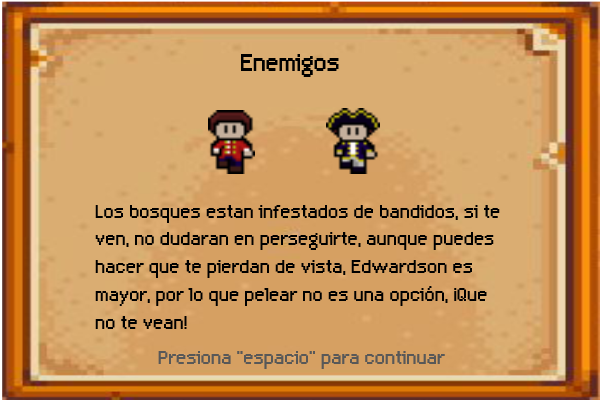 Enemigos
Los bosques estan infestados de bandidos, si te
ven, no dudaran en perseguirte, aunque puedes
hacer que te pierdan de vista, Edwardson es
mayor, por lo que pelear no es una opción, ¡Que
no te vean!
Presiona "espacio" para continuar